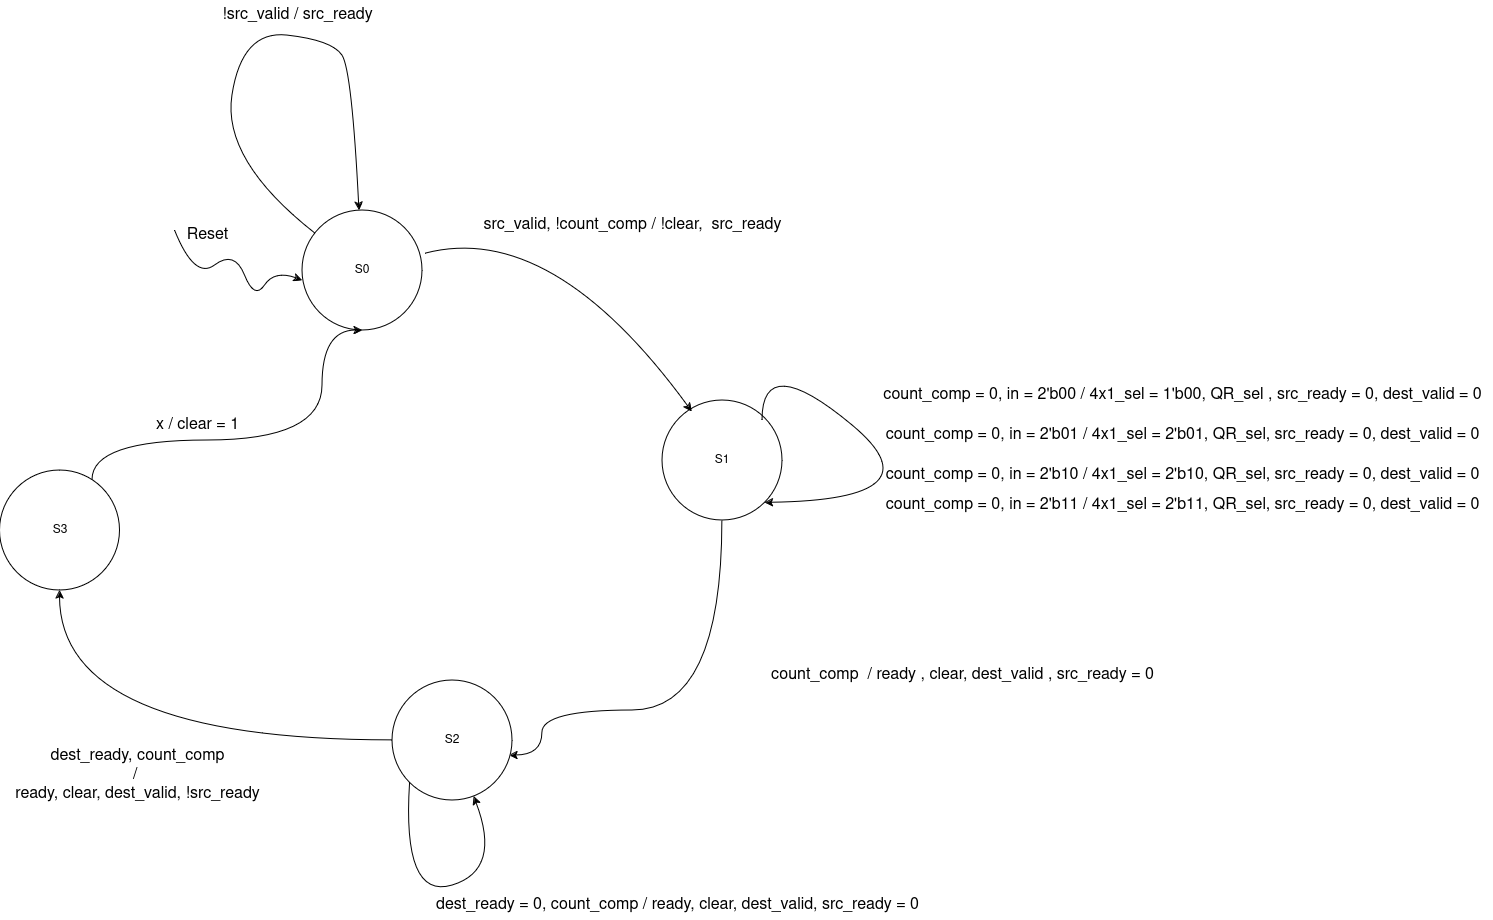 !src_valid / src_ready
src_valid, !count_comp / !clear,  src_ready
Reset
S0
count_comp = 0, in = 2'b00 / 4x1_sel = 1'b00, QR_sel , src_ready = 0, dest_valid = 0
x / clear = 1
count_comp = 0, in = 2'b01 / 4x1_sel = 2'b01, QR_sel, src_ready = 0, dest_valid = 0
S1
count_comp = 0, in = 2'b10 / 4x1_sel = 2'b10, QR_sel, src_ready = 0, dest_valid = 0
count_comp = 0, in = 2'b11 / 4x1_sel = 2'b11, QR_sel, src_ready = 0, dest_valid = 0
S3
count_comp  / ready , clear, dest_valid , src_ready = 0
S2
dest_ready, count_comp
/
ready, clear, dest_valid, !src_ready
dest_ready = 0, count_comp / ready, clear, dest_valid, src_ready = 0